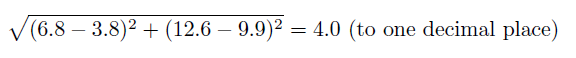 √(6.8 − 3.8)² + (12.6 − 9.9)² = 4.0 (to one decimal place)